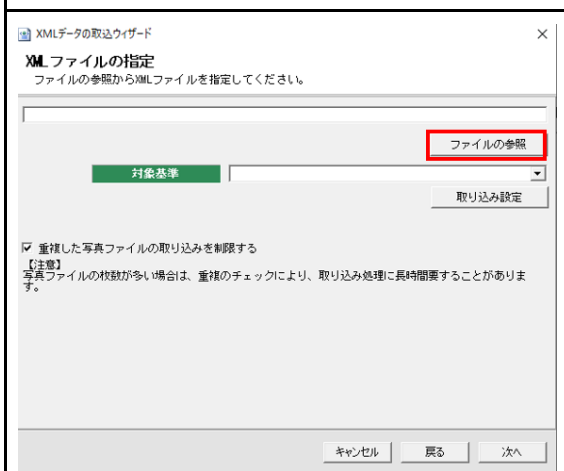 XMLデータの取込ウィザード
XMLファイルの指定
ファイルの参照からXMLファイルを指定してください。
ファイルの参照
対象基準
取り込み設定
重複した写真ファイルの取り込みを制限する
【注意】
写真ファイルの枚数が多い場合は、重複のチェックにより、取り込み処理に長時間要することがありま
す。
キャンセル
戻る
次へ